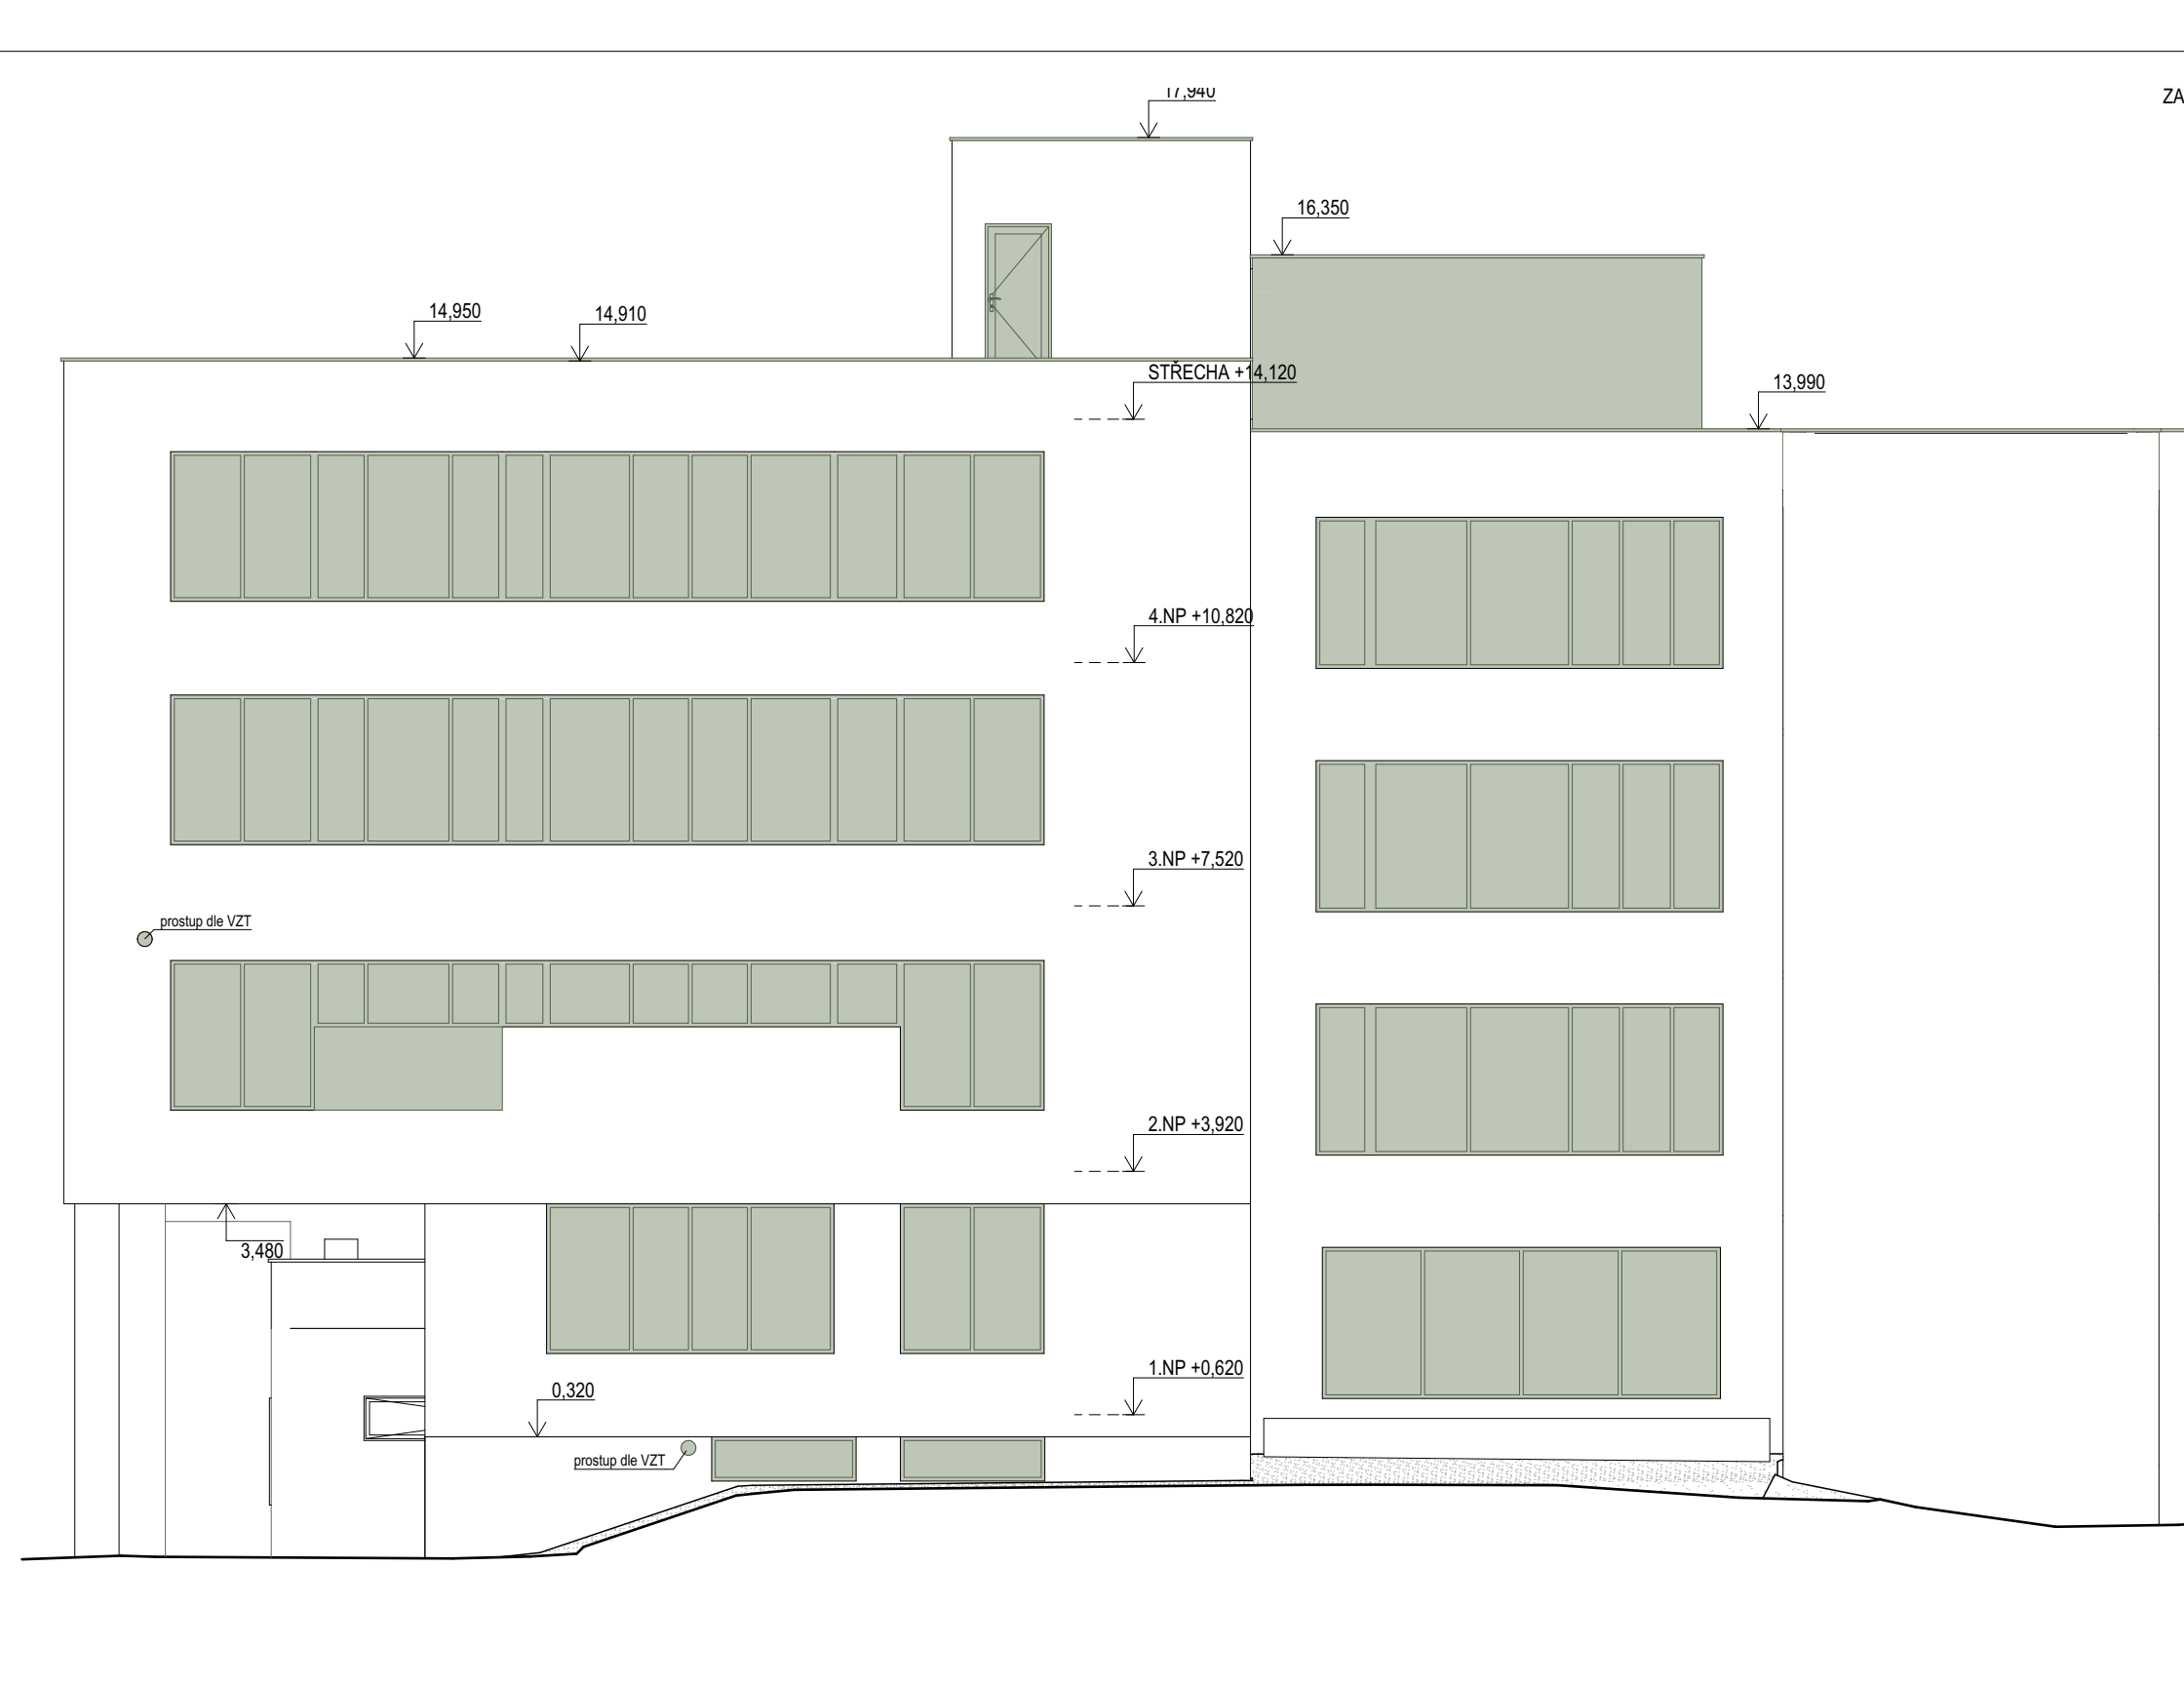 17,940
ZA
16,350
14,950
14,910
STŘECHA +14,120
13,990
4.NP +10,820
3.NP +7,520
prostup dle VZT
2.NP +3,920
3,480
1.NP +0,620
0,320
prostup dle VZT